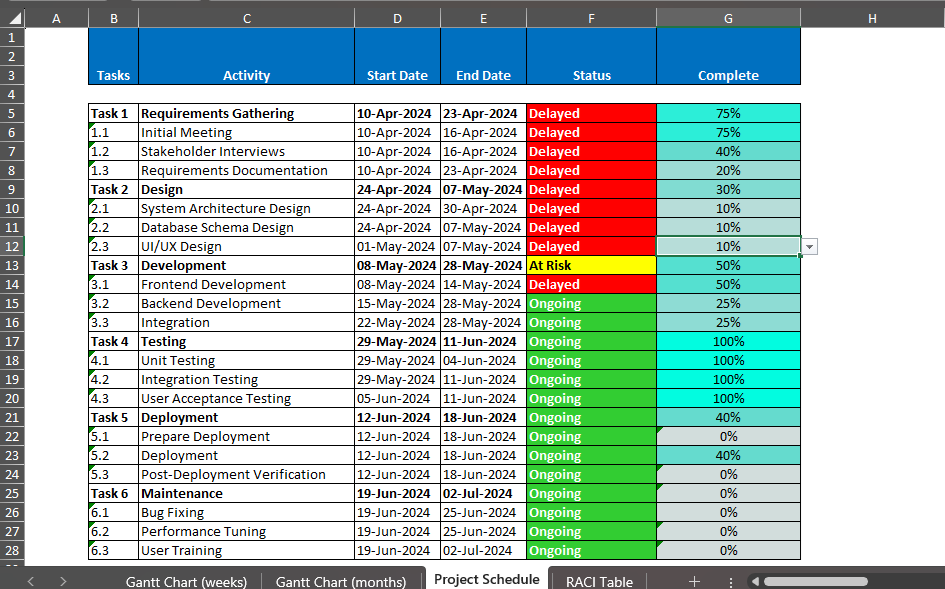 A B C D E F G H
1
2
3 Tasks Activity Start Date End Date Status Complete
4
5 Task 1 Requirements Gathering 10-Apr-2024 23-Apr-2024 Delayed 75%
6 1.1 Initial Meeting 10-Apr-2024 16-Apr-2024 Delayed 75%
7 1.2 Stakeholder Interviews 10-Apr-2024 16-Apr-2024 Delayed 40%
8 1.3 Requirements Documentation 10-Apr-2024 23-Apr-2024 Delayed 20%
9 Task 2 Design 24-Apr-2024 07-May-2024 Delayed 30%
10 2.1 System Architecture Design 24-Apr-2024 30-Apr-2024 Delayed 10%
11 2.2 Database Schema Design 24-Apr-2024 07-May-2024 Delayed 10%
12 2.3 UI/UX Design 01-May-2024 07-May-2024 Delayed 10%
13 Task 3 Development 08-May-2024 28-May-2024 At Risk 50%
14 3.1 Frontend Development 08-May-2024 14-May-2024 Delayed 50%
15 3.2 Backend Development 15-May-2024 28-May-2024 Ongoing 25%
16 3.3 Integration 22-May-2024 28-May-2024 Ongoing 25%
17 Task 4 Testing 29-May-2024 11-Jun-2024 Ongoing 100%
18 4.1 Unit Testing 29-May-2024 04-Jun-2024 Ongoing 100%
19 4.2 Integration Testing 29-May-2024 11-Jun-2024 Ongoing 100%
20 4.3 User Acceptance Testing 05-Jun-2024 11-Jun-2024 Ongoing 100%
21 Task 5 Deployment 12-Jun-2024 18-Jun-2024 Ongoing 40%
22 5.1 Prepare Deployment 12-Jun-2024 18-Jun-2024 Ongoing 0%
23 5.2 Deployment 12-Jun-2024 18-Jun-2024 Ongoing 40%
24 5.3 Post-Deployment Verification 12-Jun-2024 18-Jun-2024 Ongoing 0%
25 Task 6 Maintenance 19-Jun-2024 02-Jul-2024 Ongoing 0%
26 6.1 Bug Fixing 19-Jun-2024 25-Jun-2024 Ongoing 0%
27 6.2 Performance Tuning 19-Jun-2024 25-Jun-2024 Ongoing 0%
28 6.3 User Training 19-Jun-2024 02-Jul-2024 Ongoing 0%
Gantt Chart (weeks) Gantt Chart (months) Project Schedule RACI Table